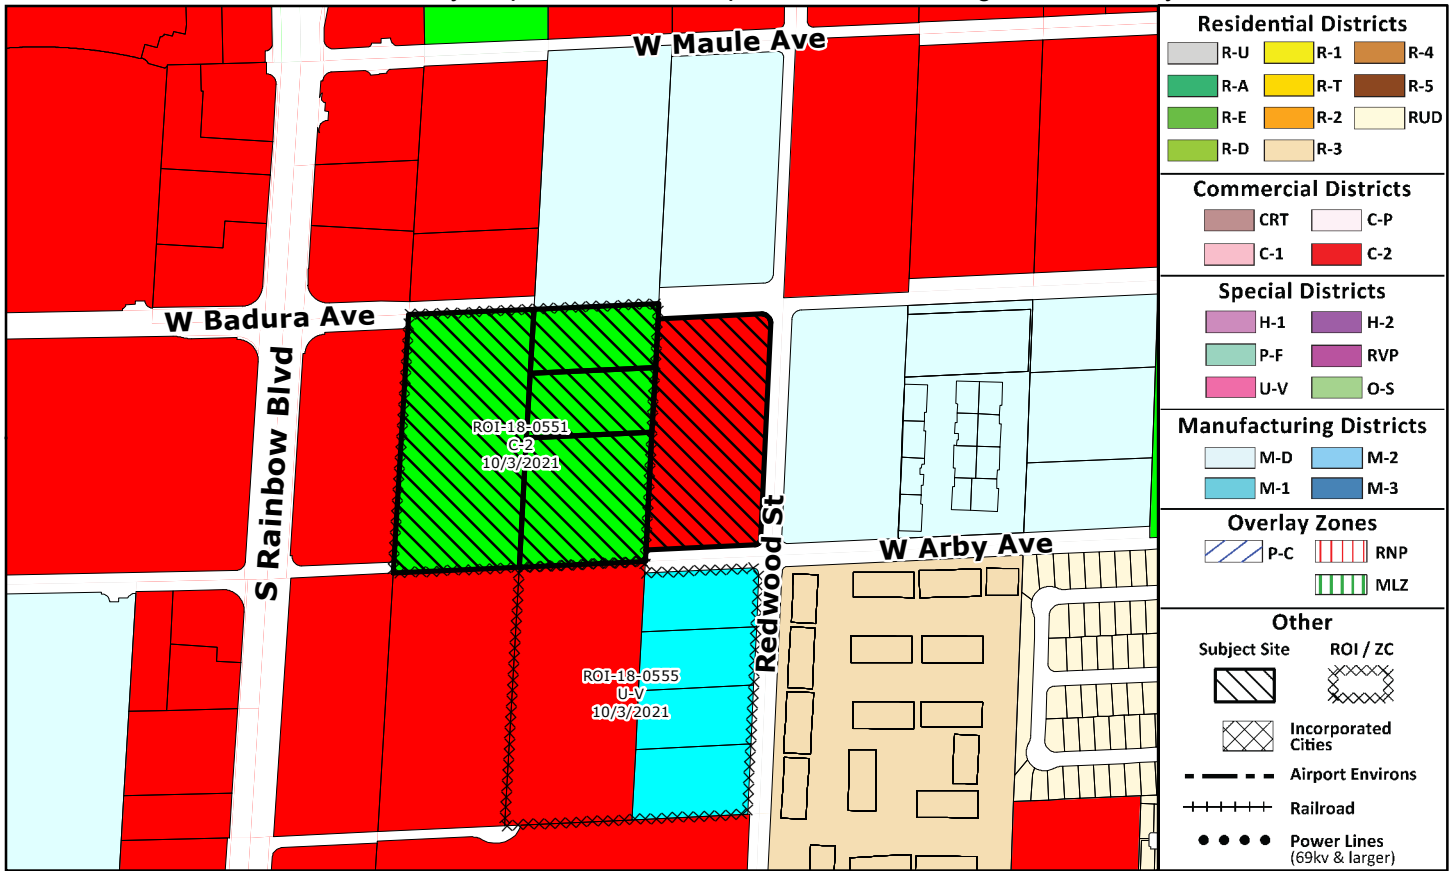 W Maule Ave
W Badura Ave
S Rainbow Blvd
ROI-18-0551
C-2
10/3/2021
Redwood St
W Arby Ave
ROI-18-0555
U-V
10/3/2021
Residential Districts
R-U R-1 R-4
R-A R-T R-5
R-E R-2 RUD
R-D R-3
Commercial Districts
CRT C-P
C-1 C-2
Special Districts
H-1 H-2
P-F RVP
U-V O-S
Manufacturing Districts
M-D M-2
M-1 M-3
Overlay Zones
P-C RNP
MLZ
Other
Subject Site ROI / ZC
Incorporated
Cities
Airport Environs
Railroad
Power Lines
(69kv & larger)